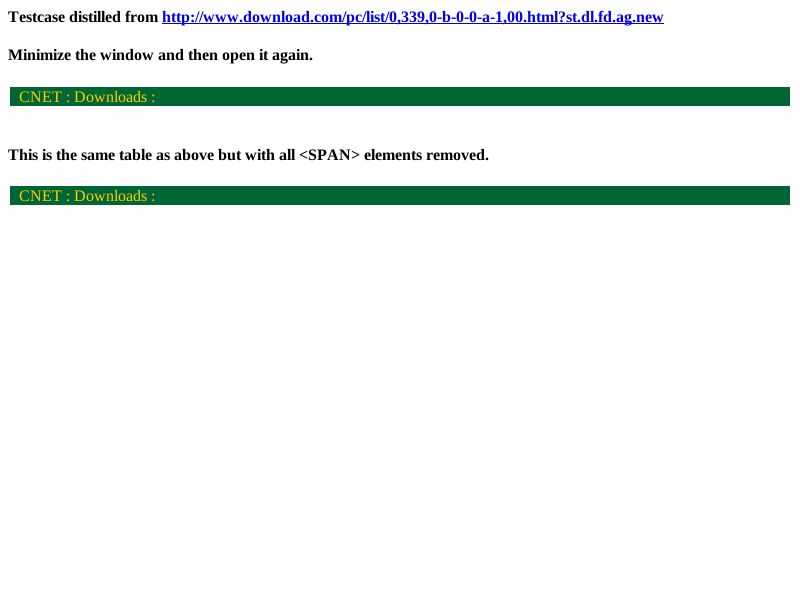 Testcase distilled from http://www.download.com/pc/list/0,339,0-b-0-0-a-1,00.html?st.dl.fd.ag.new
Minimize the window and then open it again.
CNET : Downloads :
This is the same table as above but with all <SPAN> elements removed.
CNET : Downloads :